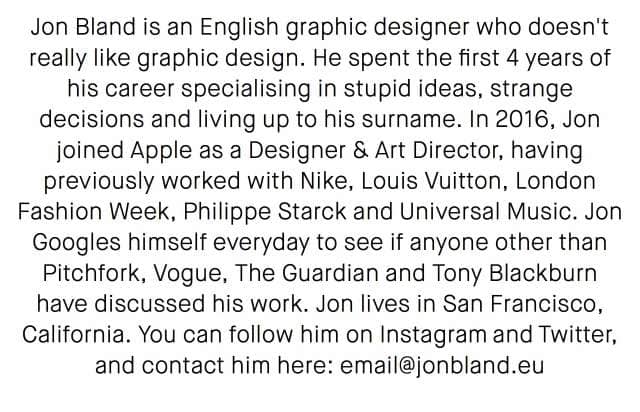 Jon Bland is an English graphic designer who doesn't
really like graphic design. He spent the first 4 years of
his career specialising in stupid ideas, strange
decisions and living up to his surname. In 2016, Jon
joined Apple as a Designer & Art Director, having
previously worked with Nike, Louis Vuitton, London
Fashion Week, Philippe Starck and Universal Music. Jon
Googles himself everyday to see if anyone other than
Pitchfork, Vogue, The Guardian and Tony Blackburn
have discussed his work. Jon lives in San Francisco,
California. You can follow him on Instagram and Twitter,
and contact him here: email@jonbland.eu